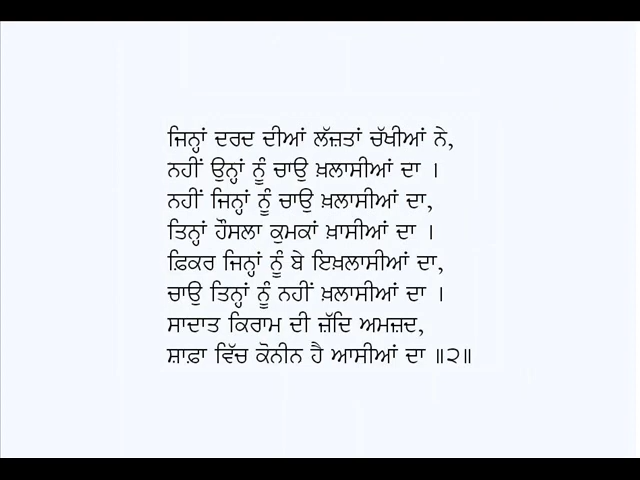 ਜਿਨ੍ਹਾਂ ਦਰਦ ਦੀਆਂ ਲੱਜ਼ਤਾਂ ਚੱਖੀਆਂ ਨੇ,
ਨਹੀਂ ਉਨ੍ਹਾਂ ਨੂੰ ਚਾਉ ਖ਼ਲਾਸੀਆਂ ਦਾ ।
ਨਹੀਂ ਜਿਨ੍ਹਾਂ ਨੂੰ ਚਾਉ ਖ਼ਲਾਸੀਆਂ ਦਾ,
ਤਿਨ੍ਹਾਂ ਹੌਸਲਾ ਕੁਮਕਾਂ ਖ਼ਾਸੀਆਂ ਦਾ ।
ਫ਼ਿਕਰ ਜਿਨ੍ਹਾਂ ਨੂੰ ਬੇ ਇਖ਼ਲਾਸੀਆਂ ਦਾ,
ਚਾਉ ਤਿਨ੍ਹਾਂ ਨੂੰ ਨਹੀਂ ਖ਼ਲਾਸੀਆਂ ਦਾ ।
ਸਾਦਾਤ ਕਿਰਾਮ ਦੀ ਜ਼ੱਦਿ ਅਮਜ਼ਦ,
ਸ਼ਾਫ਼ਾ ਵਿੱਚ ਕੋਨੀਨ ਹੈ ਆਸੀਆਂ ਦਾ ॥੨॥